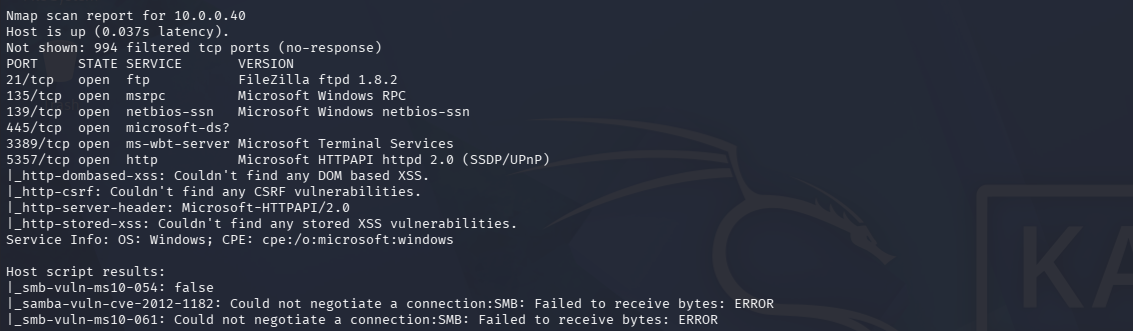 Nmap scan report for 10.0.0.40
Host is up (0.037s latency).
Not shown: 994 filtered tcp ports (no-response)
PORT     STATE SERVICE       VERSION
21/tcp   open  ftp           FileZilla ftpd 1.8.2
135/tcp  open  msrpc         Microsoft Windows RPC
139/tcp  open  netbios-ssn   Microsoft Windows netbios-ssn
445/tcp  open  microsoft-ds?
3389/tcp open  ms-wbt-server Microsoft Terminal Services
5357/tcp open  http          Microsoft HTTPAPI httpd 2.0 (SSDP/UPnP)
|_http-dombased-xss: Couldn't find any DOM based XSS.
|_http-csrf: Couldn't find any CSRF vulnerabilities.
|_http-server-header: Microsoft-HTTPAPI/2.0
|_http-stored-xss: Couldn't find any stored XSS vulnerabilities.
Service Info: OS: Windows; CPE: cpe:/o:microsoft:windows

Host script results:
|_smb-vuln-ms10-054: false
|_samba-vuln-cve-2012-1182: Could not negotiate a connection:SMB: Failed to receive bytes: ERROR
|_smb-vuln-ms10-061: Could not negotiate a connection:SMB: Failed to receive bytes: ERROR
KA